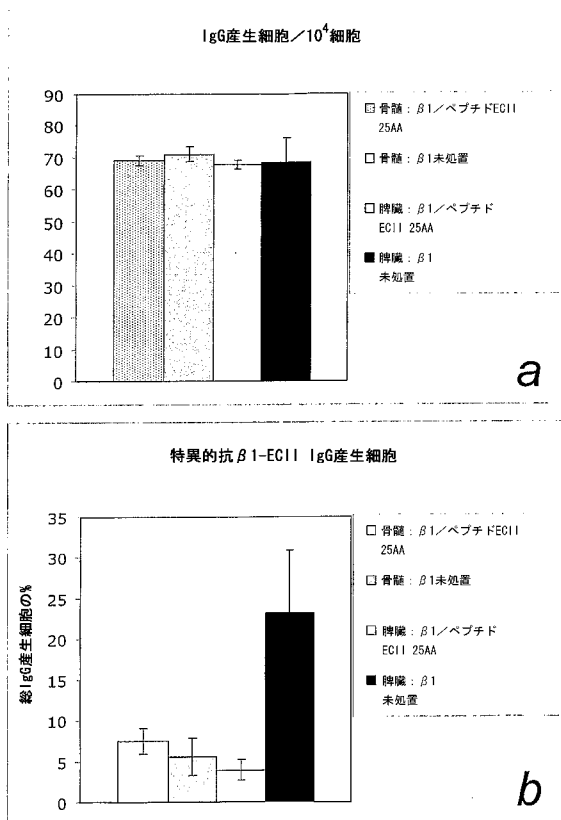 IgG産生細胞／10⁴細胞
90
80
70
60
50
40
30
20
10
0
骨髄：β1／ペプチドECII
25AA
骨髄：β1未処置
脾臓：β1／ペプチド
ECII 25AA
脾臓：β1
未処置
a
特異的抗β1-ECII IgG産生細胞
総IgG産生細胞の%
35
30
25
20
15
10
5
0
骨髄：β1／ペプチドECII
25AA
骨髄：β1未処置
脾臓：β1／ペプチド
ECII 25AA
脾臓：β1
未処置
b